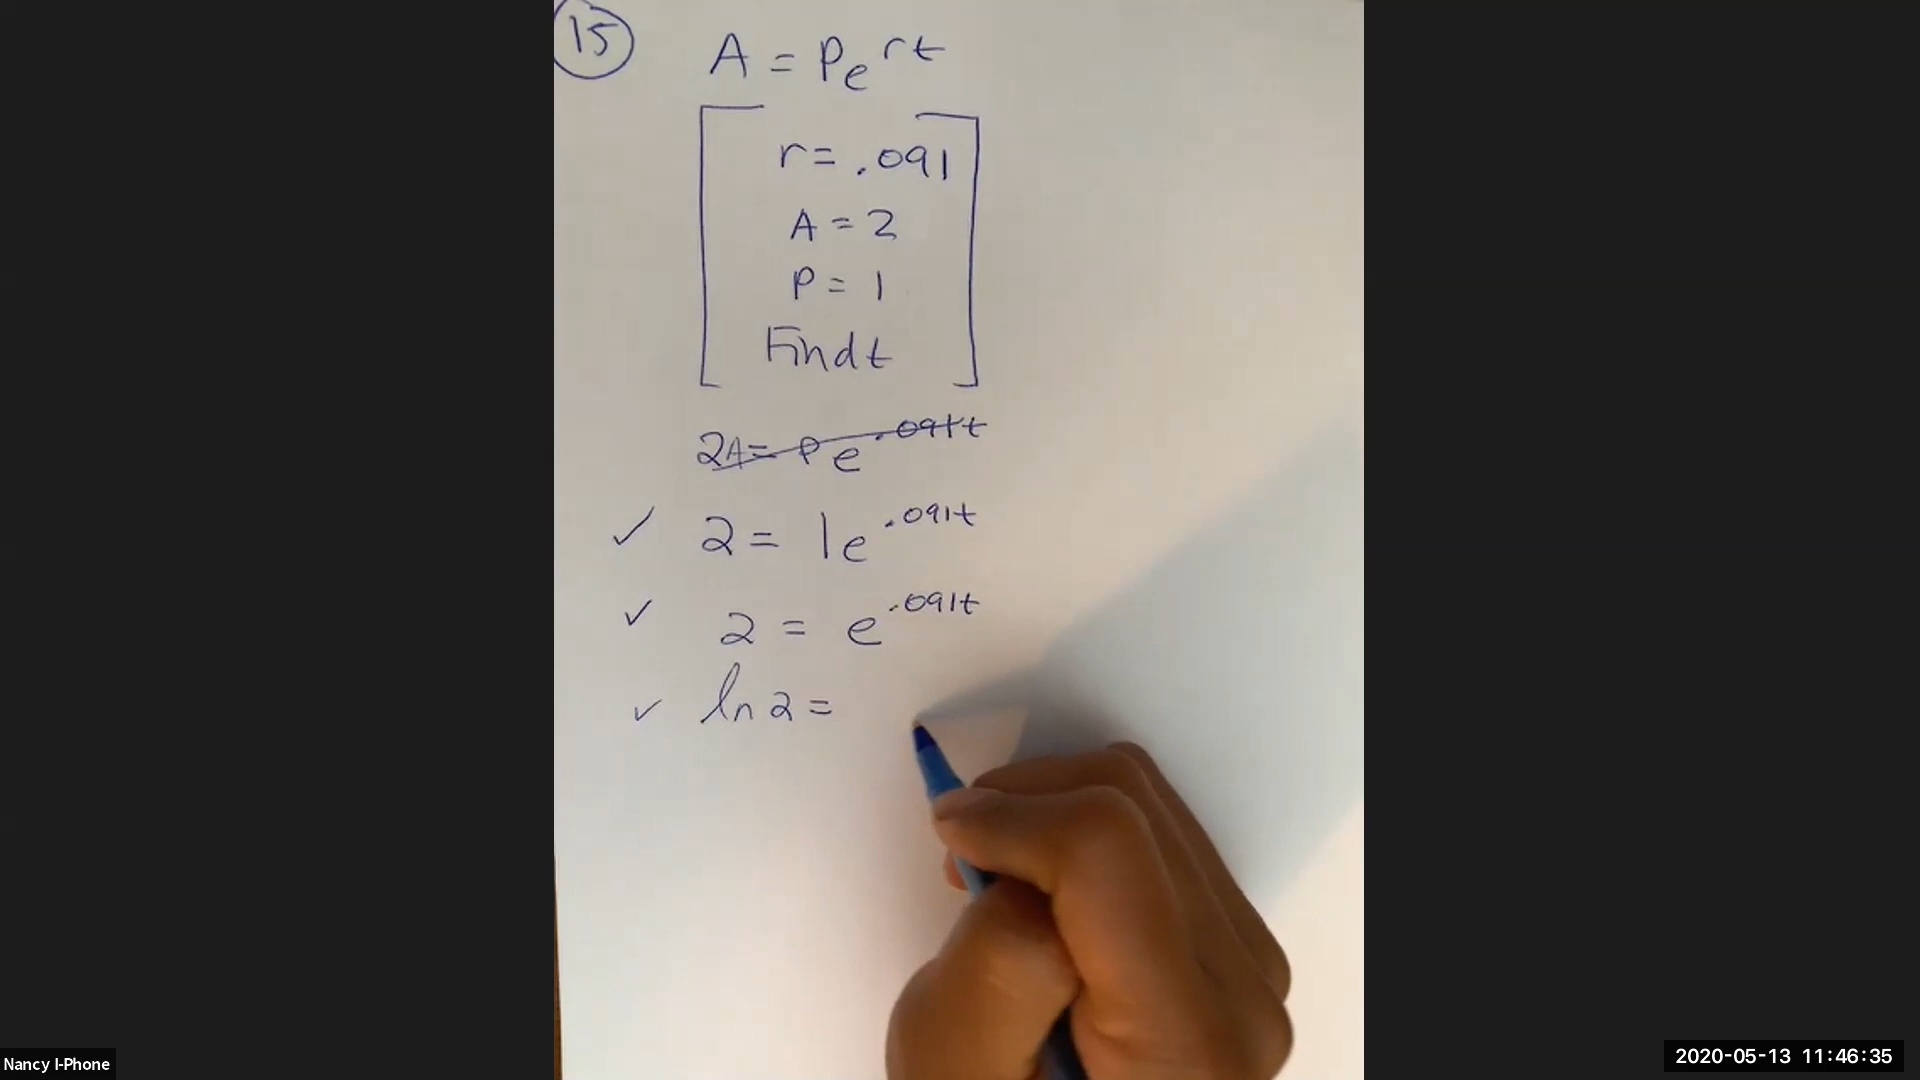 15
A = Pe^rt
r = .091
A = 2
P = 1
Find t
2A = Pe^.091t
✓ 2 = 1e^.091t
✓ 2 = e^.091t
✓ ln 2 =
Nancy I-Phone
2020-05-13 11:46:35